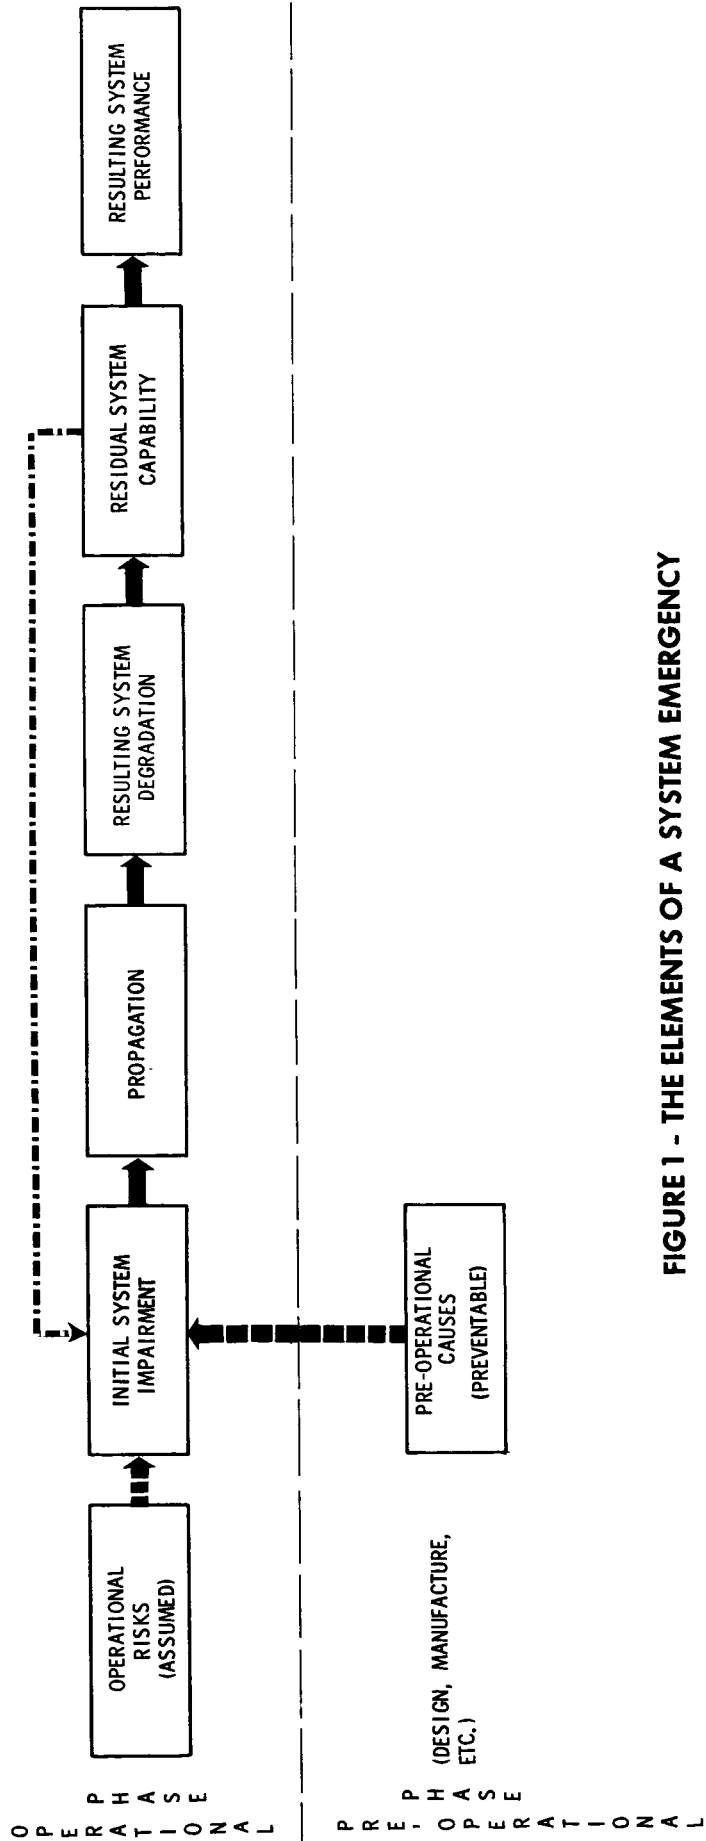 OPERATIONAL
PHASE
OPERATIONAL
RISKS
(ASSUMED)
INITIAL SYSTEM
IMPAIRMENT
PROPAGATION
RESULTING SYSTEM
DEGRADATION
RESIDUAL SYSTEM
CAPABILITY
RESULTING SYSTEM
PERFORMANCE
PRE-OPERATIONAL
PHASE
(DESIGN, MANUFACTURE,
ETC.)
PRE-OPERATIONAL
CAUSES
(PREVENTABLE)
FIGURE 1 - THE ELEMENTS OF A SYSTEM EMERGENCY